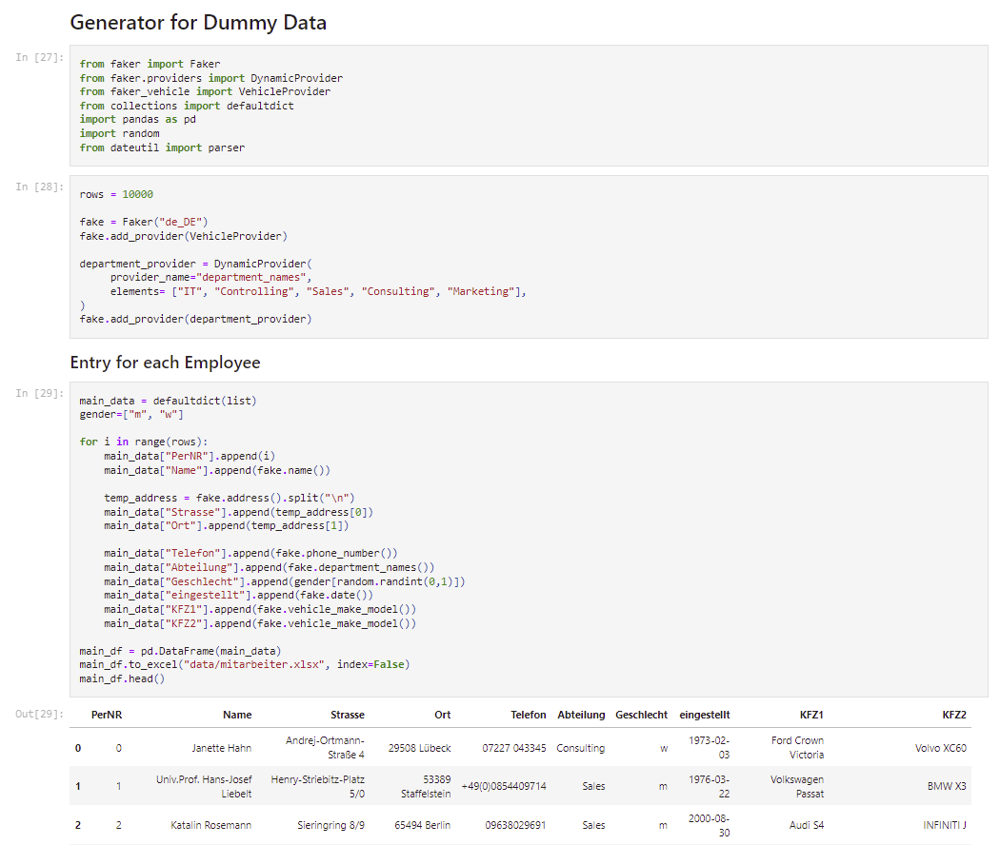 Generator for Dummy Data
In [27]:
from faker import Faker
from faker.providers import DynamicProvider
from faker_vehicle import VehicleProvider
from collections import defaultdict
import pandas as pd
import random
from dateutil import parser
In [28]:
rows = 10000
fake = Faker("de_DE")
fake.add_provider(VehicleProvider)
department_provider = DynamicProvider(
     provider_name="department_names",
     elements= ["IT", "Controlling", "Sales", "Consulting", "Marketing"],
)
fake.add_provider(department_provider)
Entry for each Employee
In [29]:
main_data = defaultdict(list)
gender=["m", "w"]
for i in range(rows):
    main_data["PerNR"].append(i)
    main_data["Name"].append(fake.name())
    temp_address = fake.address().split("\n")
    main_data["Strasse"].append(temp_address[0])
    main_data["Ort"].append(temp_address[1])
    main_data["Telefon"].append(fake.phone_number())
    main_data["Abteilung"].append(fake.department_names())
    main_data["Geschlecht"].append(gender[random.randint(0,1)])
    main_data["eingestellt"].append(fake.date())
    main_data["KFZ1"].append(fake.vehicle_make_model())
    main_data["KFZ2"].append(fake.vehicle_make_model())
main_df = pd.DataFrame(main_data)
main_df.to_excel("data/mitarbeiter.xlsx", index=False)
main_df.head()
Out[29]:
PerNR Name Strasse Ort Telefon Abteilung Geschlecht eingestellt KFZ1 KFZ2
0 0 Janette Hahn Andrej-Ortmann-Straße 4 29508 Lübeck 07227 043345 Consulting w 1973-02-03 Ford Crown Victoria Volvo XC60
1 1 Univ.Prof. Hans-Josef Liebelt Henry-Striebitz-Platz 5/0 53389 Staffelstein +49(0)0854409714 Sales m 1976-03-22 Volkswagen Passat BMW X3
2 2 Katalin Rosemann Sieringring 8/9 65494 Berlin 09638029691 Sales m 2000-08-30 Audi S4 INFINITI J